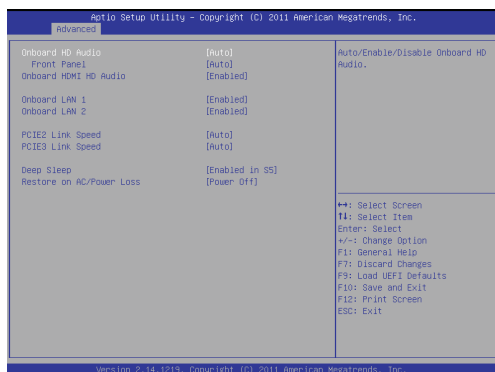 Aptio Setup Utility – Copyright (C) 2011 American Megatrends, Inc.
Advanced
Onboard HD Audio [Auto]
Front Panel [Auto]
Onboard HDMI HD Audio [Enabled]
Onboard LAN 1 [Enabled]
Onboard LAN 2 [Enabled]
PCIE2 Link Speed [Auto]
PCIE3 Link Speed [Auto]
Deep Sleep [Enabled in S5]
Restore on AC/Power Loss [Power Off]
Auto/Enable/Disable Onboard HD
Audio.
↔: Select Screen
↑↓: Select Item
Enter: Select
+/-: Change Option
F1: General Help
F7: Discard Changes
F9: Load UEFI Defaults
F10: Save and Exit
F12: Print Screen
ESC: Exit
Version 2.14.1219. Copyright (C) 2011 American Megatrends, Inc.